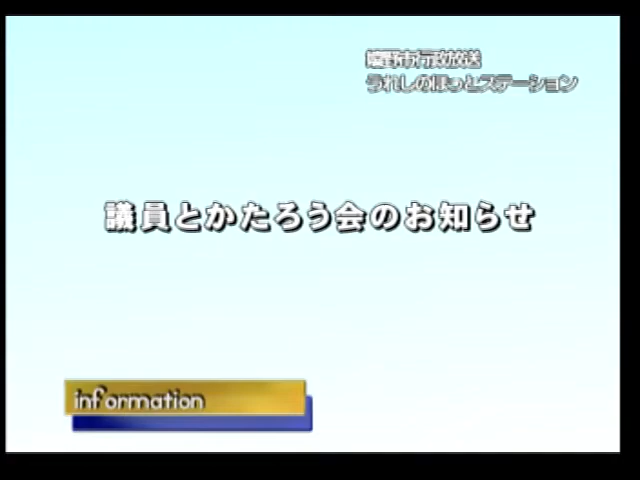 嬉野市行政放送
うれしのほっとステーション
議員とかたろう会のお知らせ
information